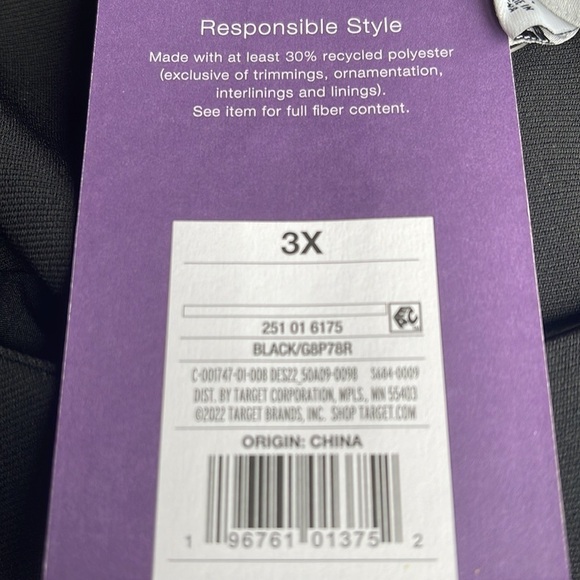 Responsible Style
Made with at least 30% recycled polyester
(exclusive of trimmings, ornamentation,
interlinings and linings).
See item for full fiber content.
3X
251 01 6175
BLACK/G8P78R
C-001747-01-008 DES22_50A09-0098 3684-0009
DIST. BY TARGET CORPORATION, MPLS., MN 55403
©2022 TARGET BRANDS, INC. SHOP TARGET.COM
ORIGIN: CHINA
1 96761 01375 2